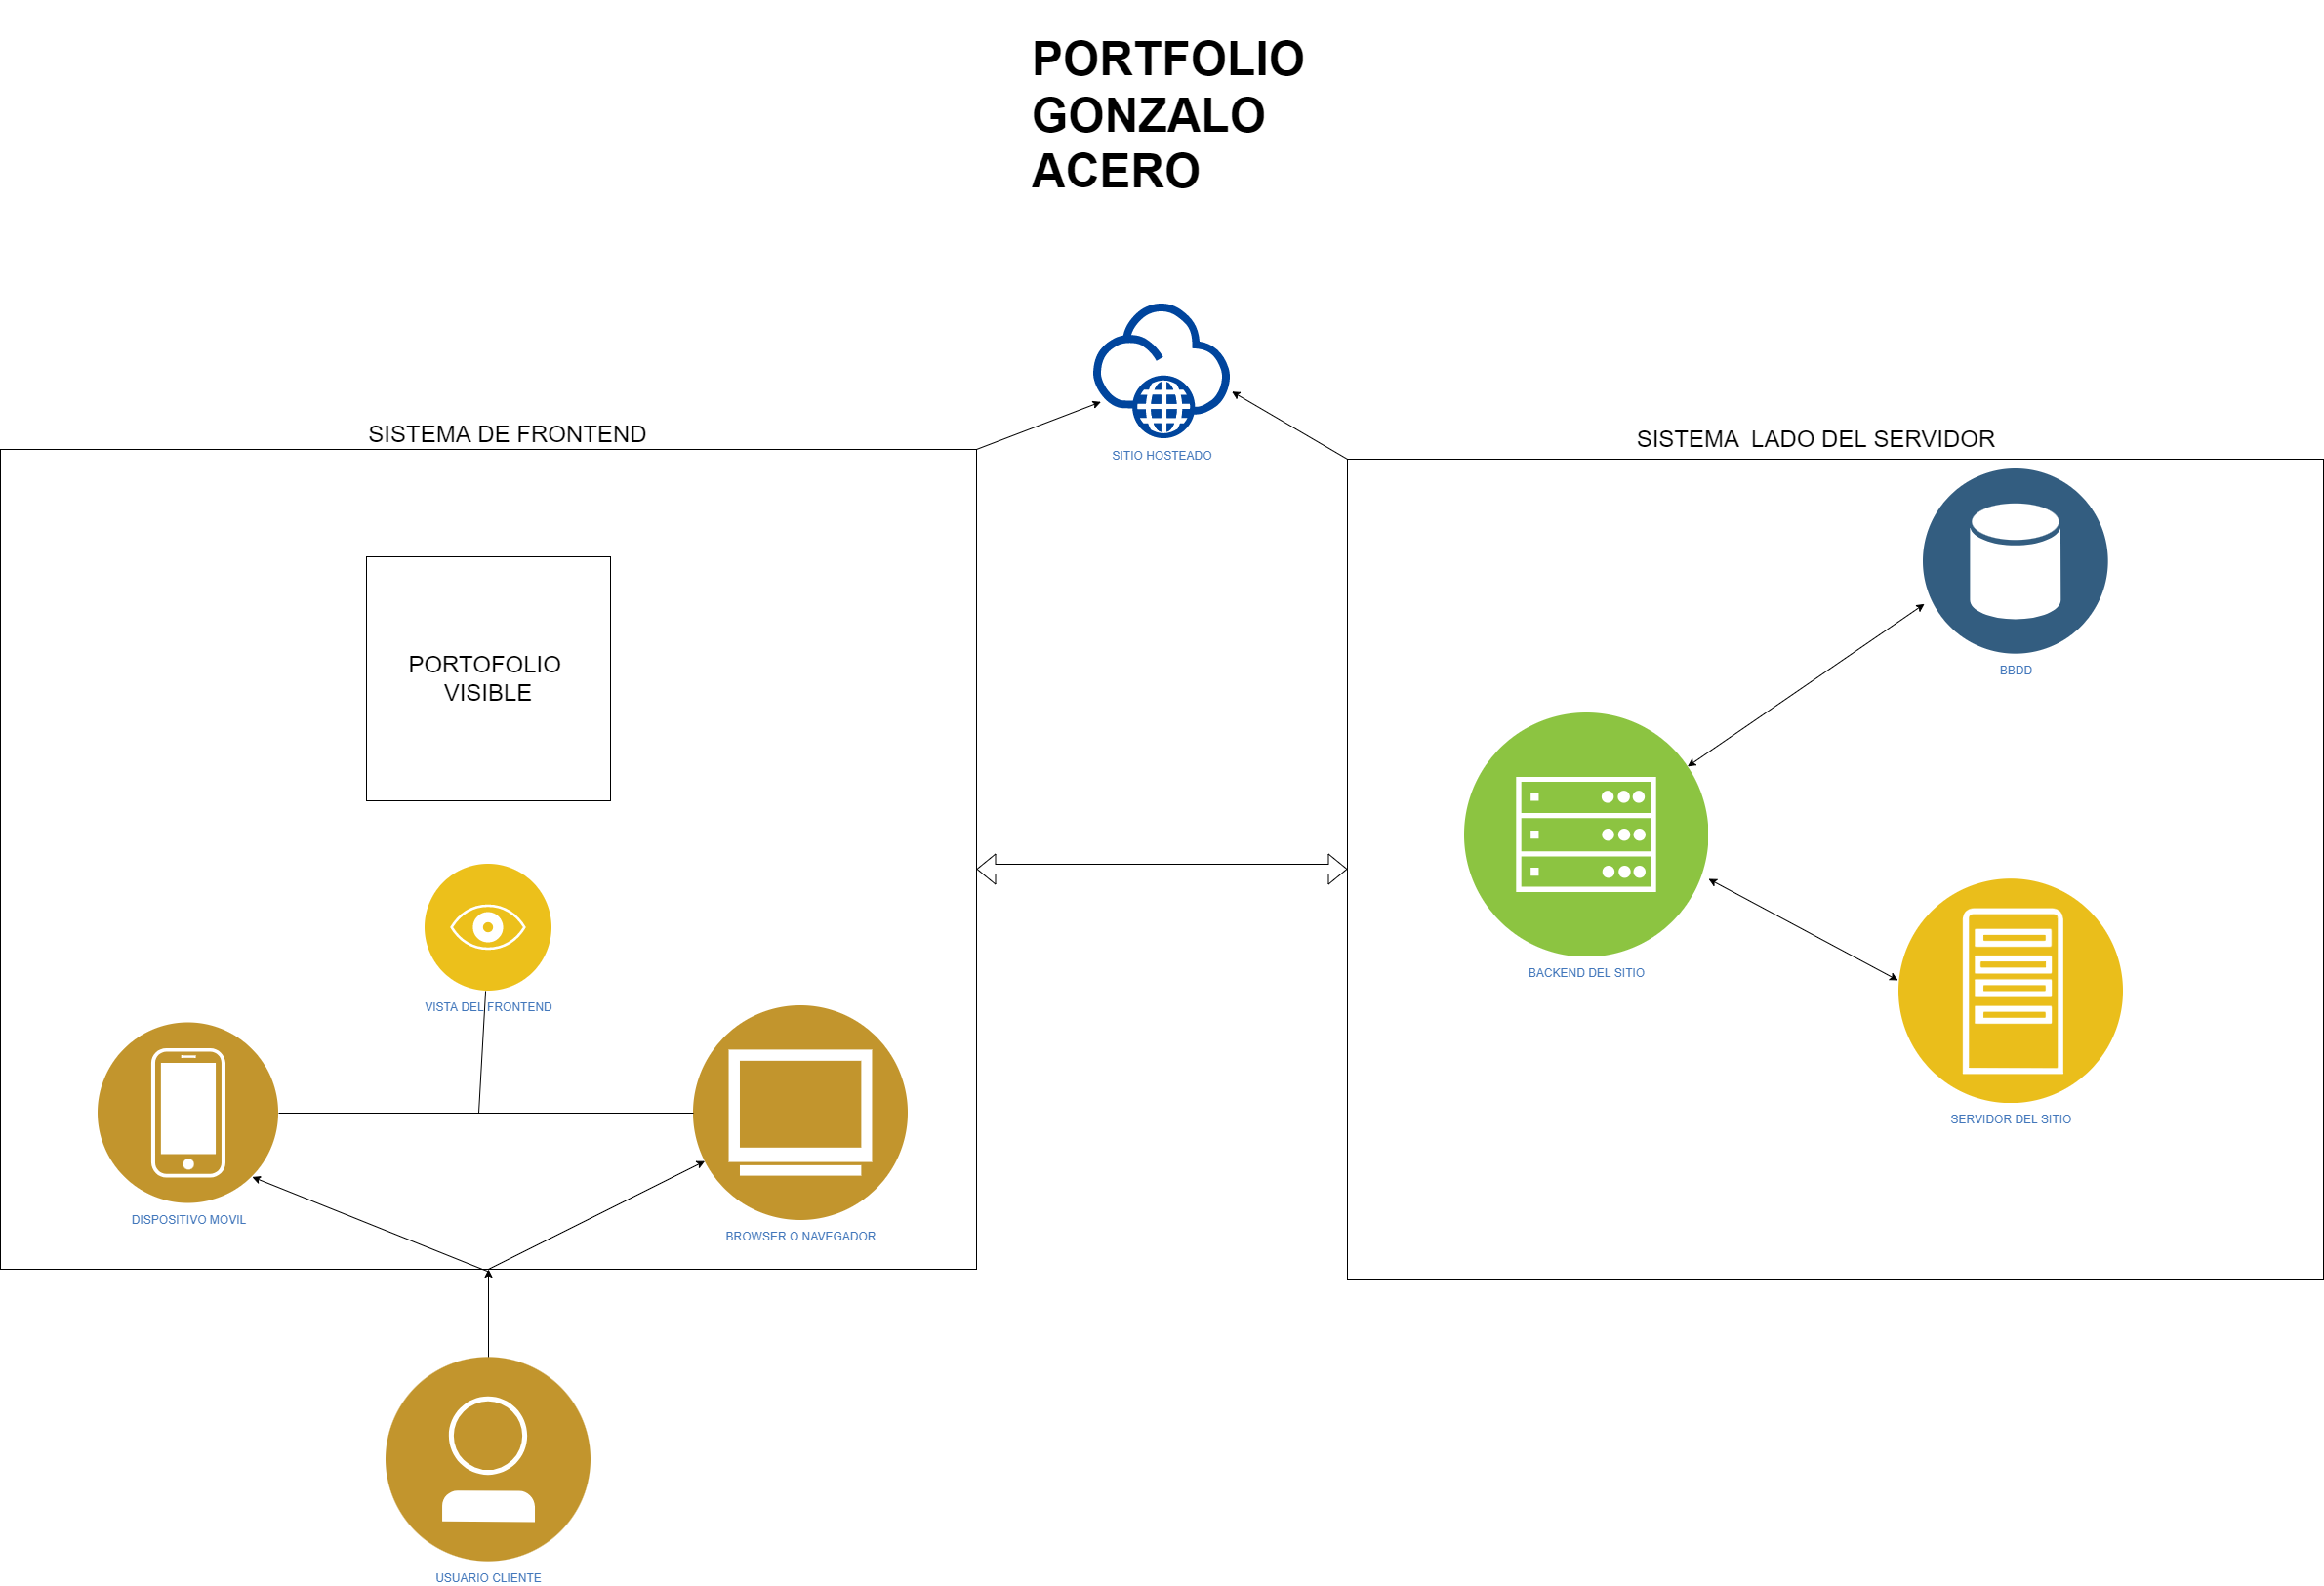 PORTFOLIO
GONZALO
ACERO
SITIO HOSTEADO
SISTEMA DE FRONTEND
SISTEMA  LADO DEL SERVIDOR
PORTOFOLIO
VISIBLE
BBDD
BACKEND DEL SITIO
VISTA DEL FRONTEND
SERVIDOR DEL SITIO
DISPOSITIVO MOVIL
BROWSER O NAVEGADOR
USUARIO CLIENTE